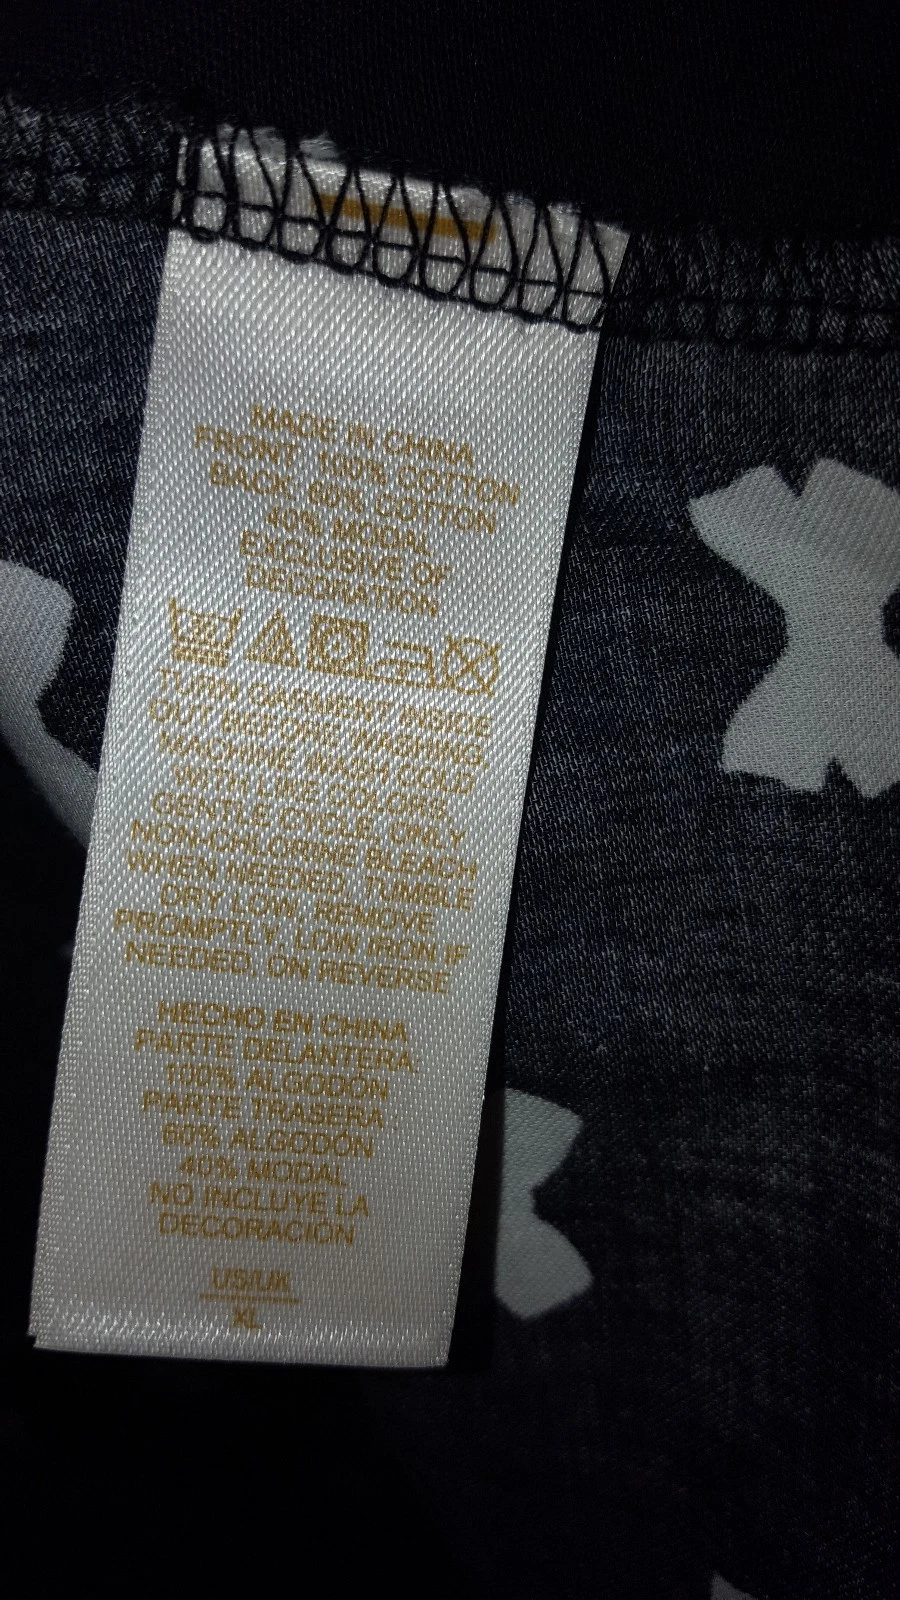 MADE IN CHINA
FRONT: 100% COTTON
BACK: 60% COTTON
40% MODAL
EXCLUSIVE OF
DECORATION
TURN GARMENT INSIDE
OUT BEFORE WASHING
MACHINE WASH COLD
WITH LIKE COLORS,
GENTLE CYCLE, ONLY
NON-CHLORINE BLEACH
WHEN NEEDED, TUMBLE
DRY LOW, REMOVE
PROMPTLY, LOW IRON IF
NEEDED, ON REVERSE
HECHO EN CHINA
PARTE DELANTERA
100% ALGODÓN
PARTE TRASERA
60% ALGODÓN
40% MODAL
NO INCLUYE LA
DECORACIÓN
US/UK
XL